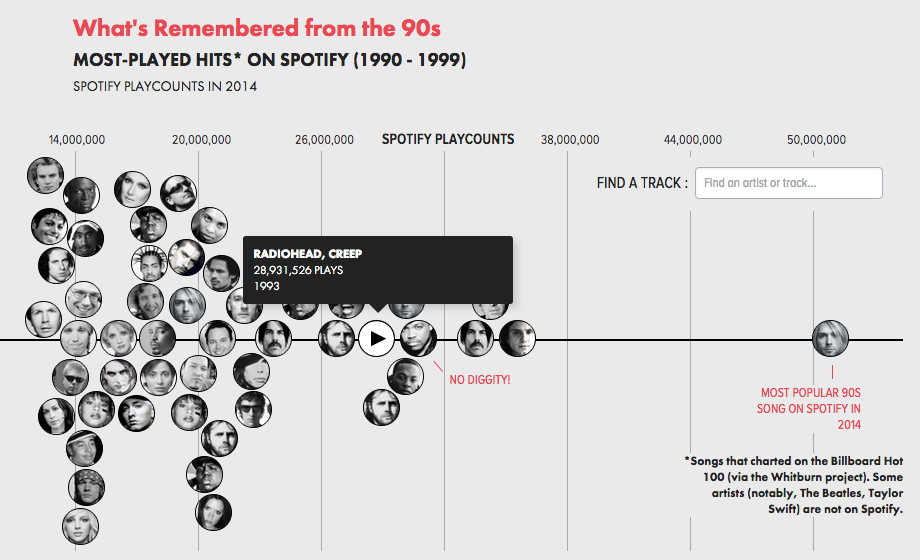 What's Remembered from the 90s
MOST-PLAYED HITS* ON SPOTIFY (1990 - 1999)
SPOTIFY PLAYCOUNTS IN 2014
14,000,000 20,000,000 26,000,000 SPOTIFY PLAYCOUNTS 38,000,000 44,000,000 50,000,000
FIND A TRACK : Find an artist or track...
RADIOHEAD, CREEP
28,931,526 PLAYS
1993
NO DIGGITY!
MOST POPULAR 90S
SONG ON SPOTIFY IN
2014
*Songs that charted on the Billboard Hot
100 (via the Whitburn project). Some
artists (notably, The Beatles, Taylor
Swift) are not on Spotify.